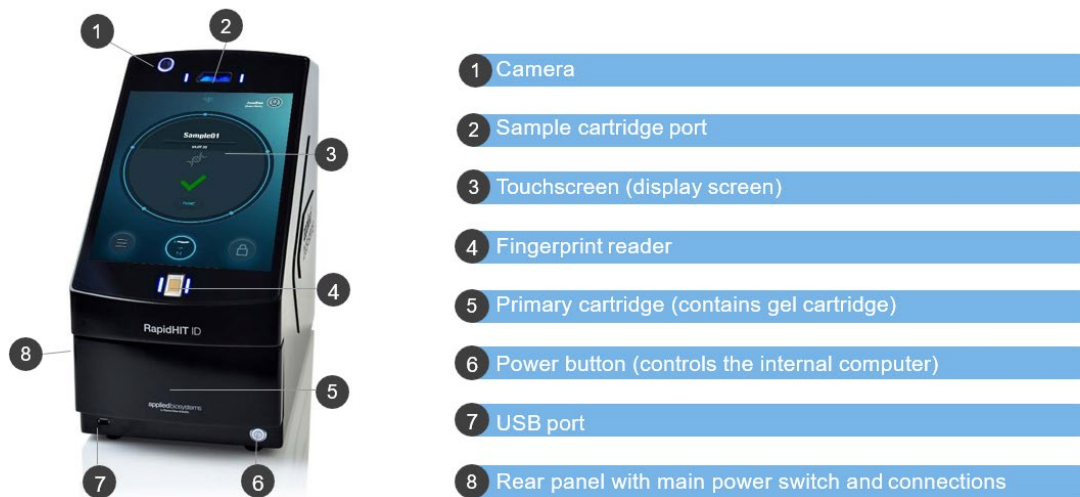 1
2
Sample01
3
4
RapidHIT ID
8
5
appliedbiosystems
7
6
1 Camera
2 Sample cartridge port
3 Touchscreen (display screen)
4 Fingerprint reader
5 Primary cartridge (contains gel cartridge)
6 Power button (controls the internal computer)
7 USB port
8 Rear panel with main power switch and connections